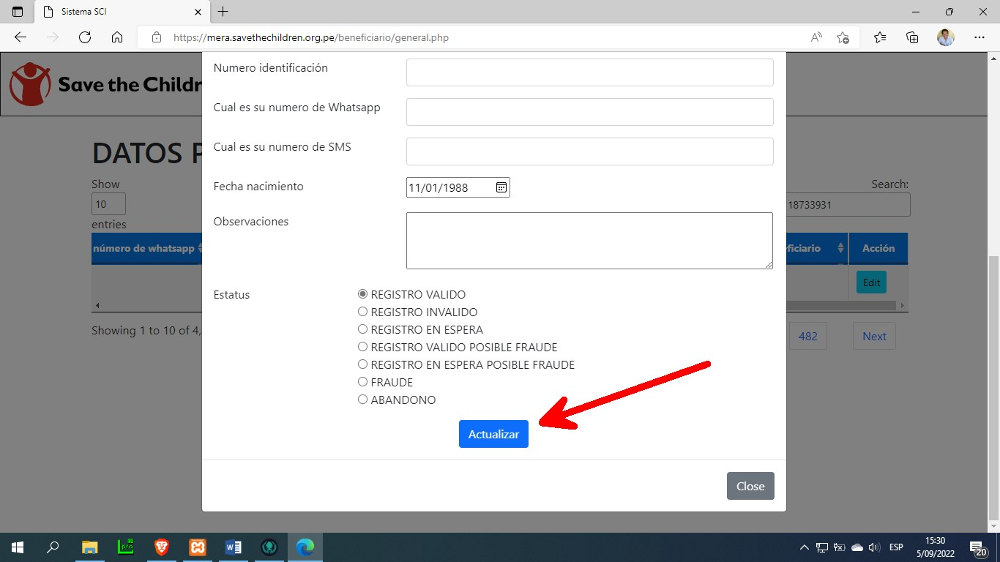 Sistema SCI
https://mera.savethechildren.org.pe/beneficiario/general.php
Save the Childr
Numero identificación
Cual es su numero de Whatsapp
Cual es su numero de SMS
Fecha nacimiento
11/01/1988
Observaciones
DATOS P
Show
10
entries
Search:
18733931
número de whatsapp
ficiario
Acción
Edit
Showing 1 to 10 of 4,
482
Next
Estatus
REGISTRO VALIDO
REGISTRO INVALIDO
REGISTRO EN ESPERA
REGISTRO VALIDO POSIBLE FRAUDE
REGISTRO EN ESPERA POSIBLE FRAUDE
FRAUDE
ABANDONO
Actualizar
Close
ESP
15:30
5/09/2022
20